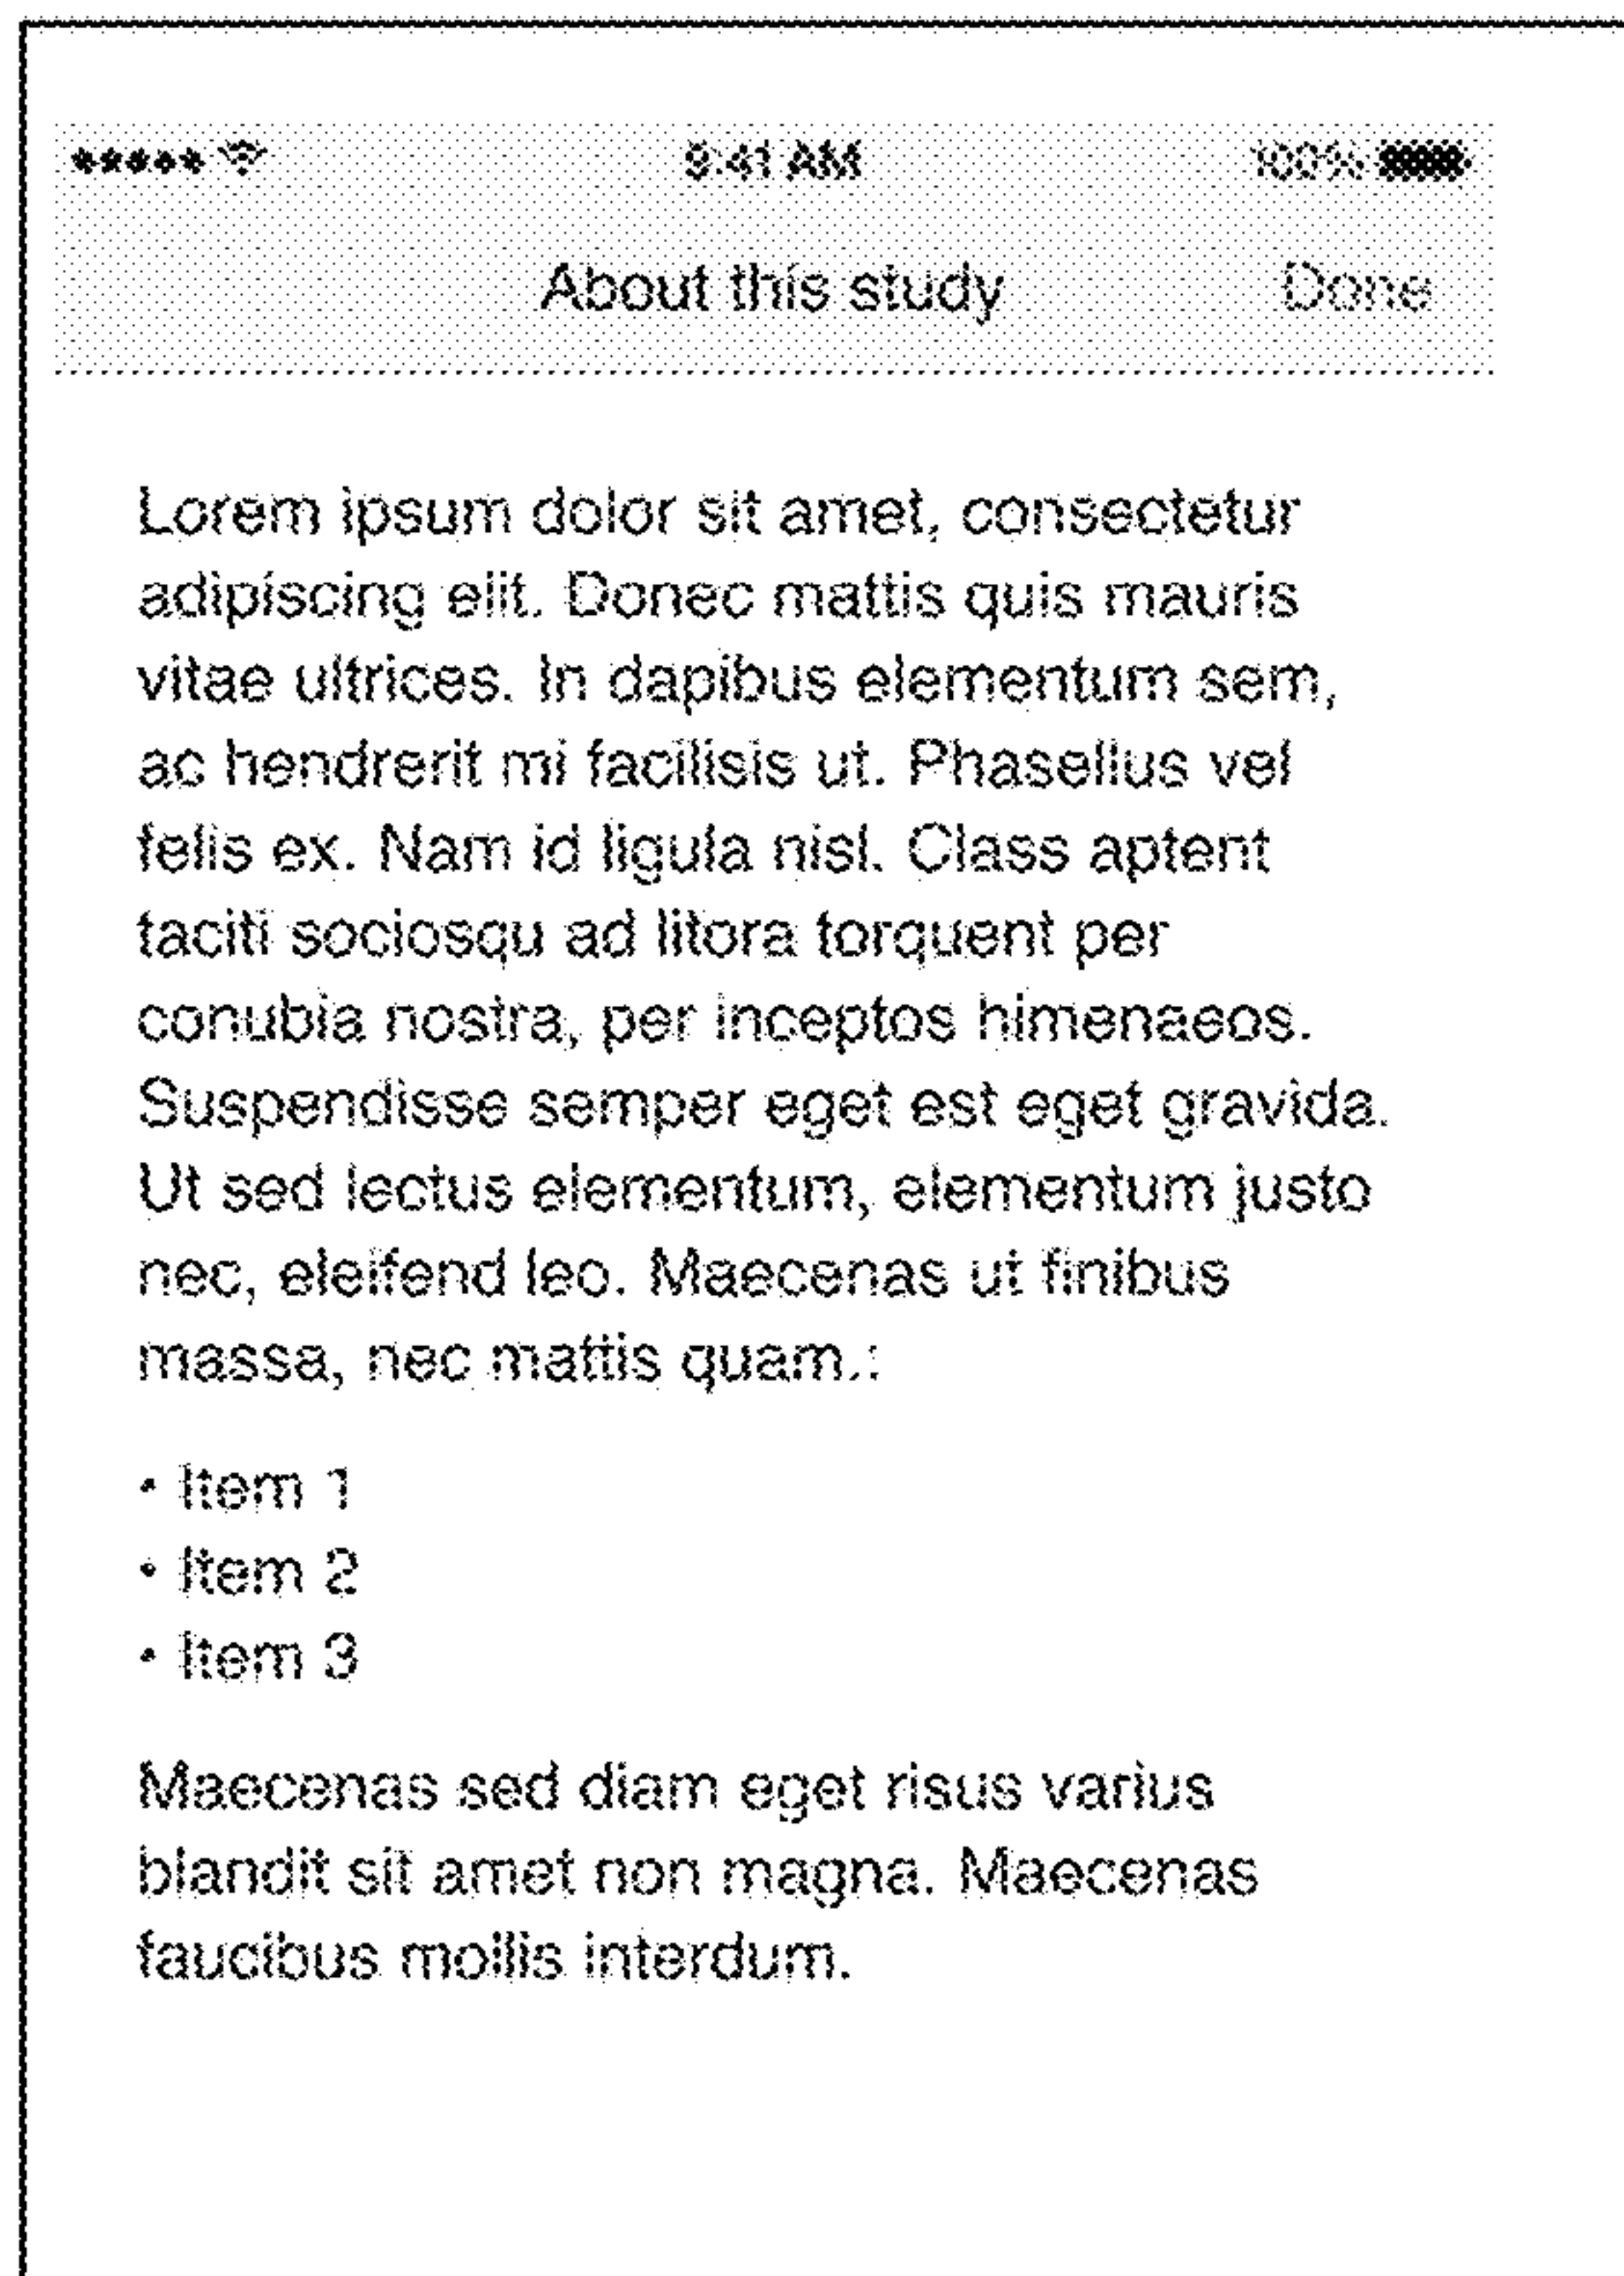 9:41 AM 100%
About this study Done
Lorem ipsum dolor sit amet, consectetur
adipiscing elit. Donec mattis quis mauris
vitae ultrices. In dapibus elementum sem,
ac hendrerit mi facilisis ut. Phasellus vel
felis ex. Nam id ligula nisl. Class aptent
taciti sociosqu ad litora torquent per
conubia nostra, per inceptos himenaeos.
Suspendisse semper eget est eget gravida.
Ut sed lectus elementum, elementum justo
nec, eleifend leo. Maecenas ut finibus
massa, nec mattis quam.:
• Item 1
• Item 2
• Item 3
Maecenas sed diam eget risus varius
blandit sit amet non magna. Maecenas
faucibus mollis interdum.